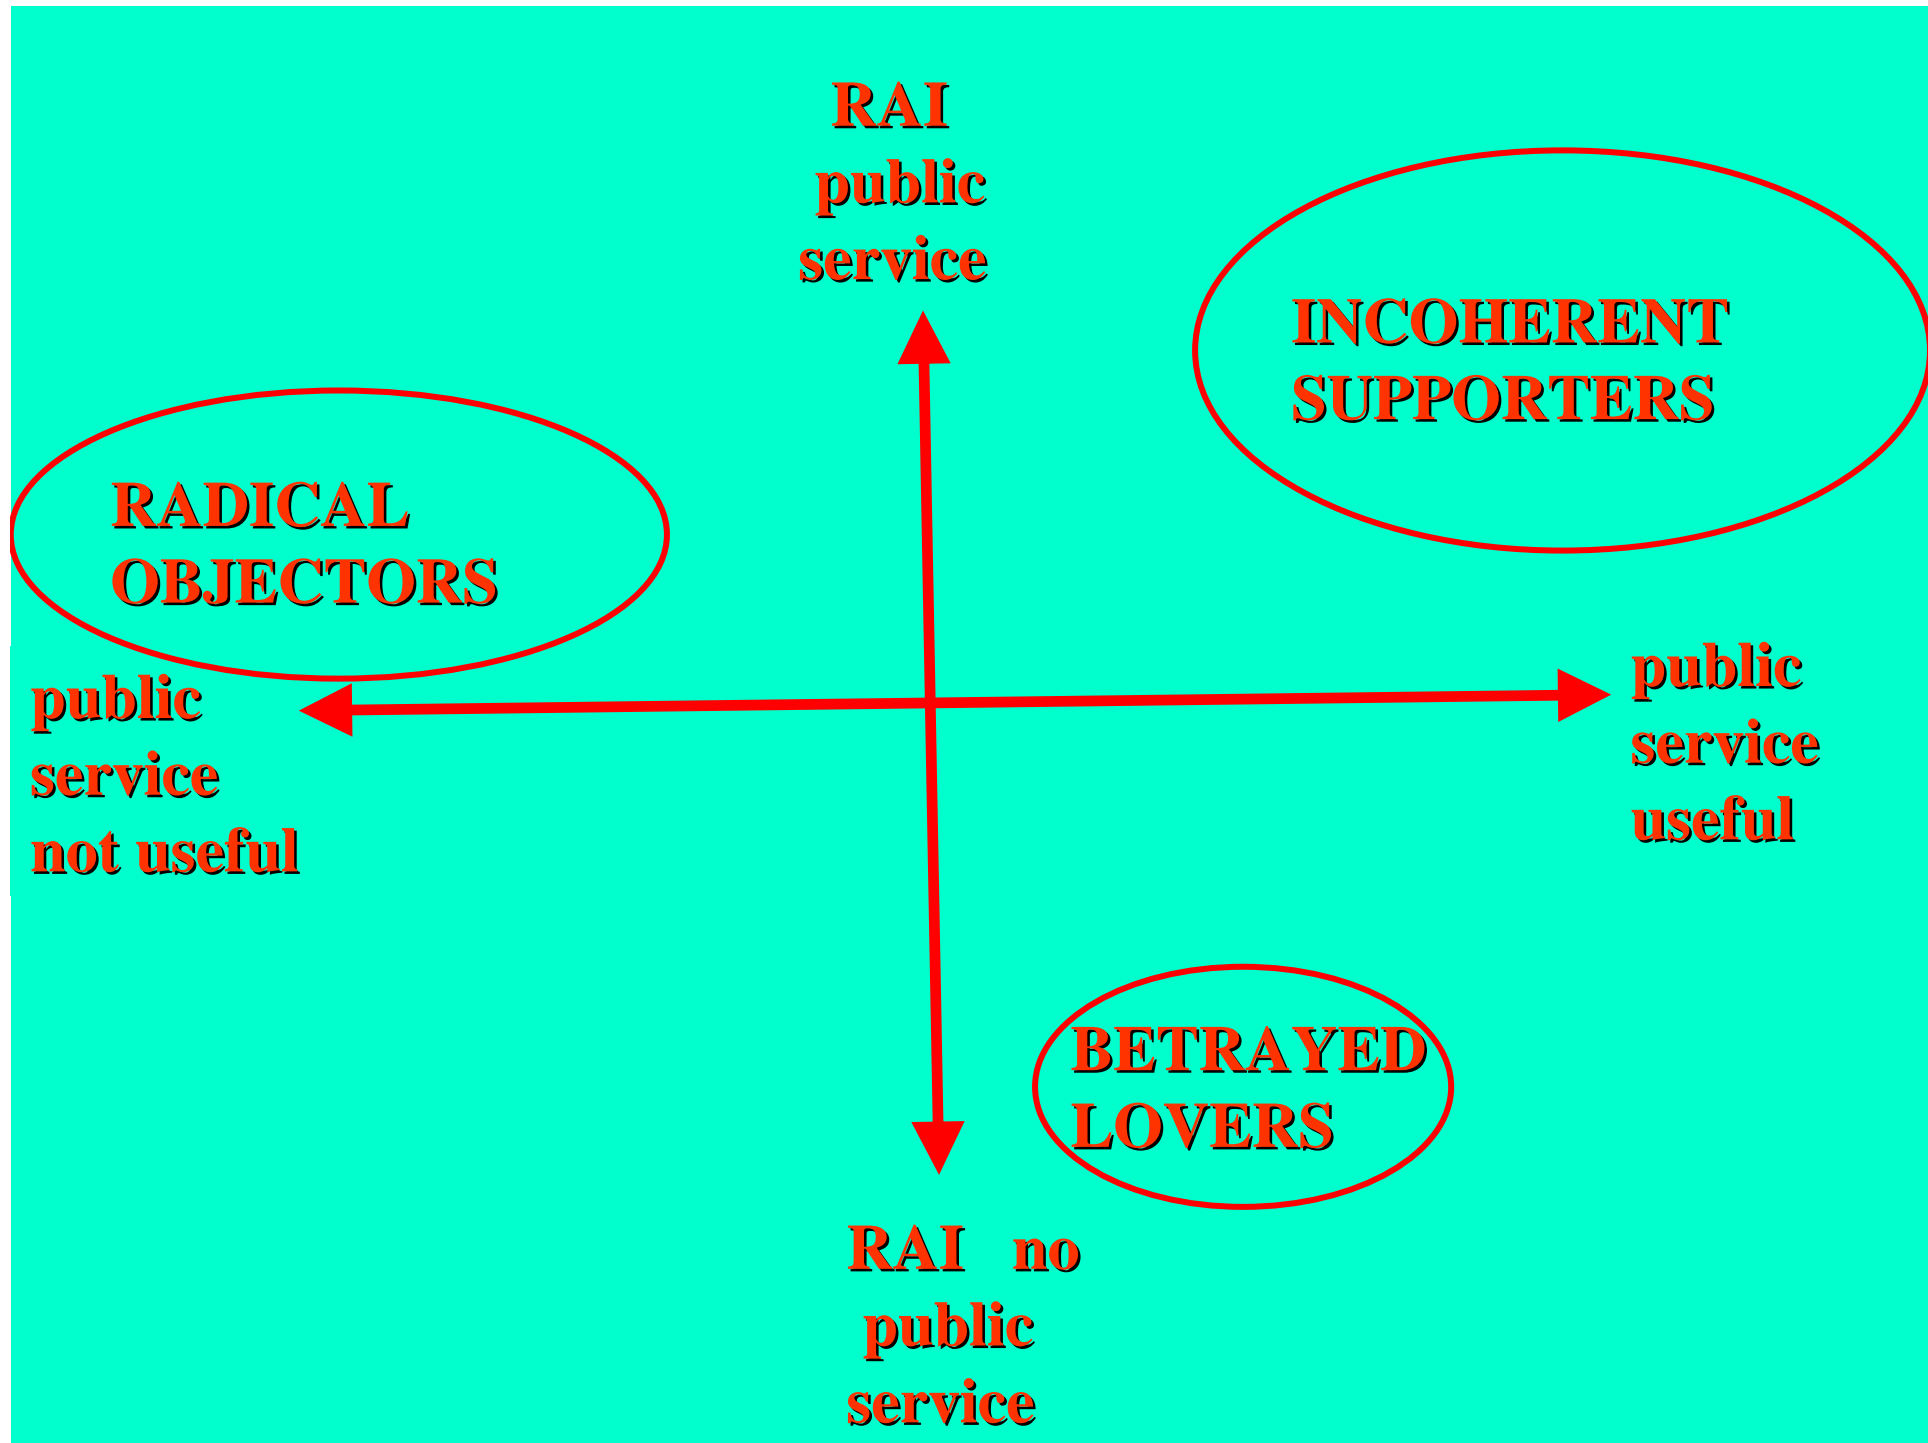 RAI
public
service
INCOHERENT
SUPPORTERS
RADICAL
OBJECTORS
public
service
not useful
public
service
useful
BETRAYED
LOVERS
RAI no
public
service